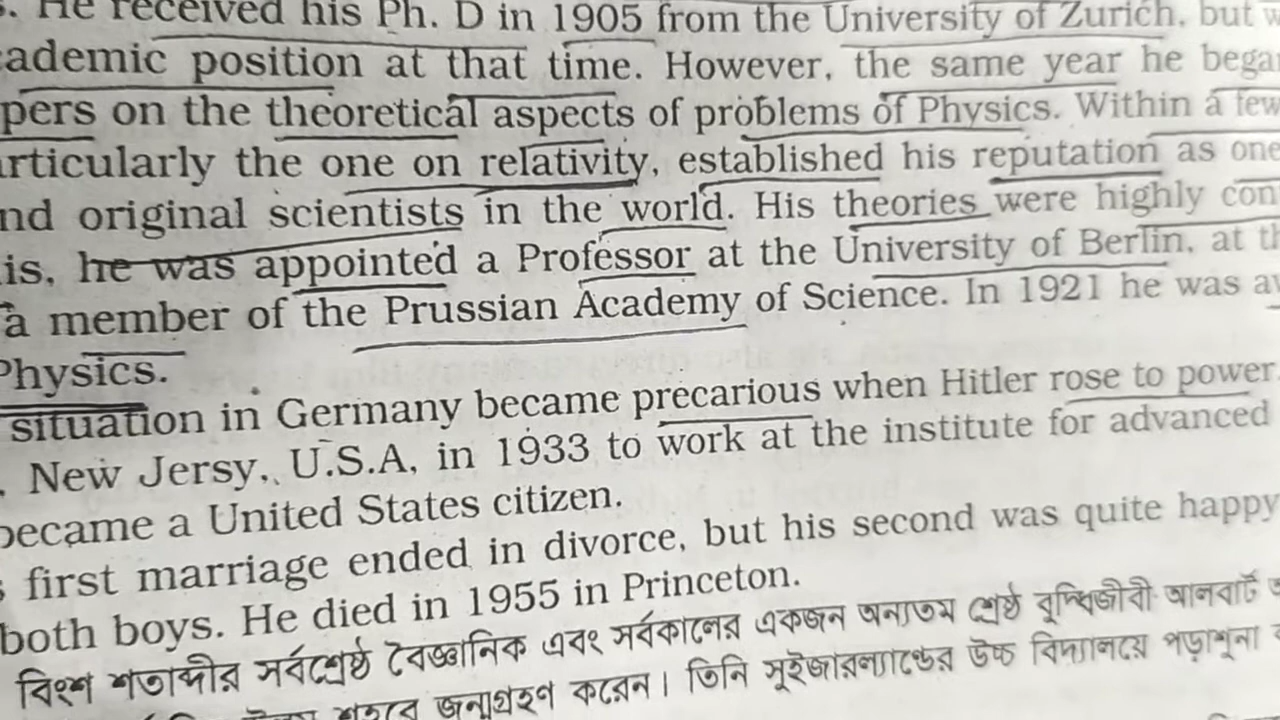 . He received his Ph. D in 1905 from the University of Zurich, but
ademic position at that time. However, the same year he bega
pers on the theoretical aspects of problems of Physics. Within a few
rticularly the one on relativity, established his reputation as one
nd original scientists in the world. His theories were highly con
is, he was appointed a Professor at the University of Berlin, at th
a member of the Prussian Academy of Science. In 1921 he was aw
Physics.
situation in Germany became precarious when Hitler rose to power.
. New Jersy, U.S.A, in 1933 to work at the institute for advanced
became a United States citizen.
s first marriage ended in divorce, but his second was quite happy
both boys. He died in 1955 in Princeton.
বিংশ শতাব্দীর সর্বশ্রেষ্ঠ বৈজ্ঞানিক এবং সর্বকালের একজন অন্যতম শ্রেষ্ঠ বুদ্ধিজীবী আলবার্ট
শহরে জন্মগ্রহণ করেন। তিনি সুইজারল্যান্ডের উচ্চ বিদ্যালয়ে পড়াশুনা